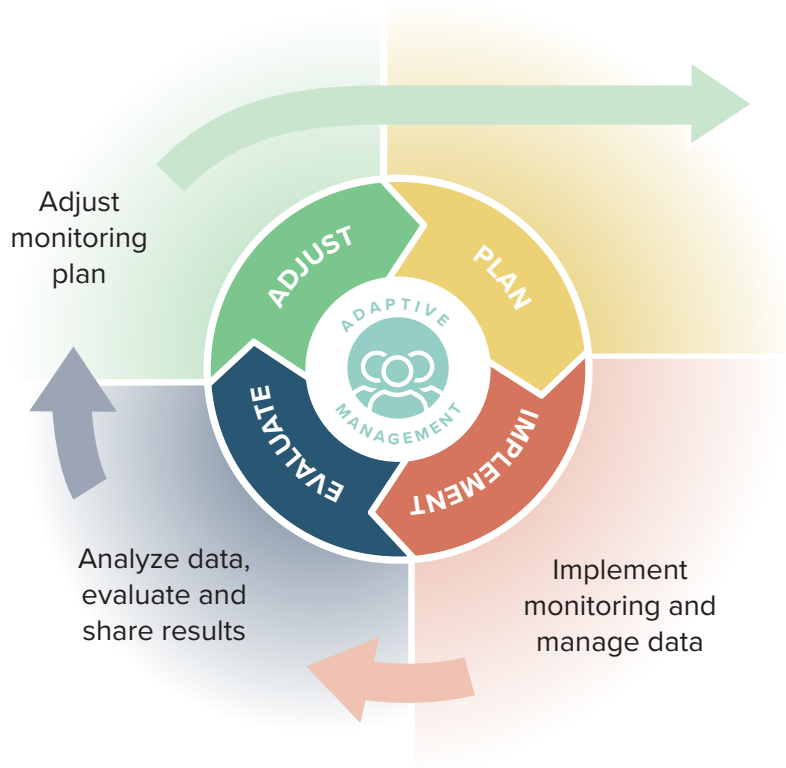 Adjust
monitoring
plan
ADJUST
PLAN
ADAPTIVE
MANAGEMENT
EVALUATE
IMPLEMENT
Analyze data,
evaluate and
share results
Implement
monitoring and
manage data